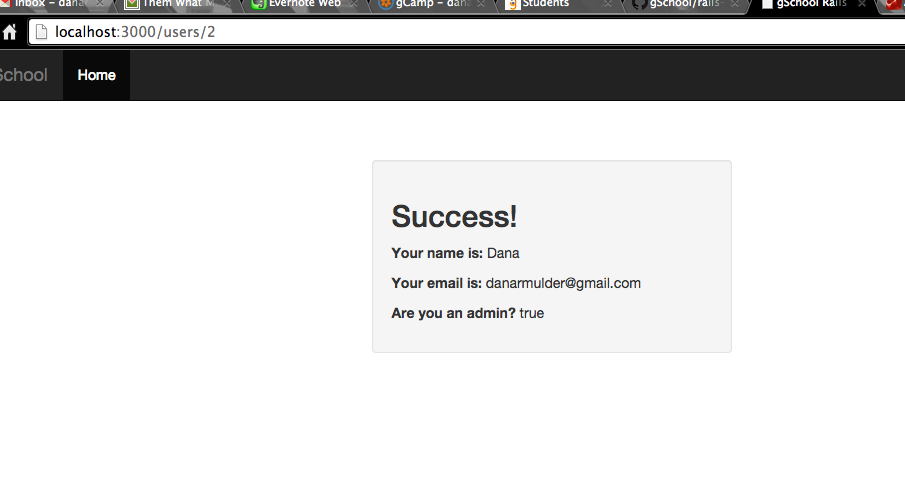 Inbox – dana
Them What M
Evernote Web
gCamp – dan
Students
gSchool/rails-
gSchool Rails
localhost:3000/users/2
School
Home
Success!
Your name is: Dana
Your email is: danarmulder@gmail.com
Are you an admin? true